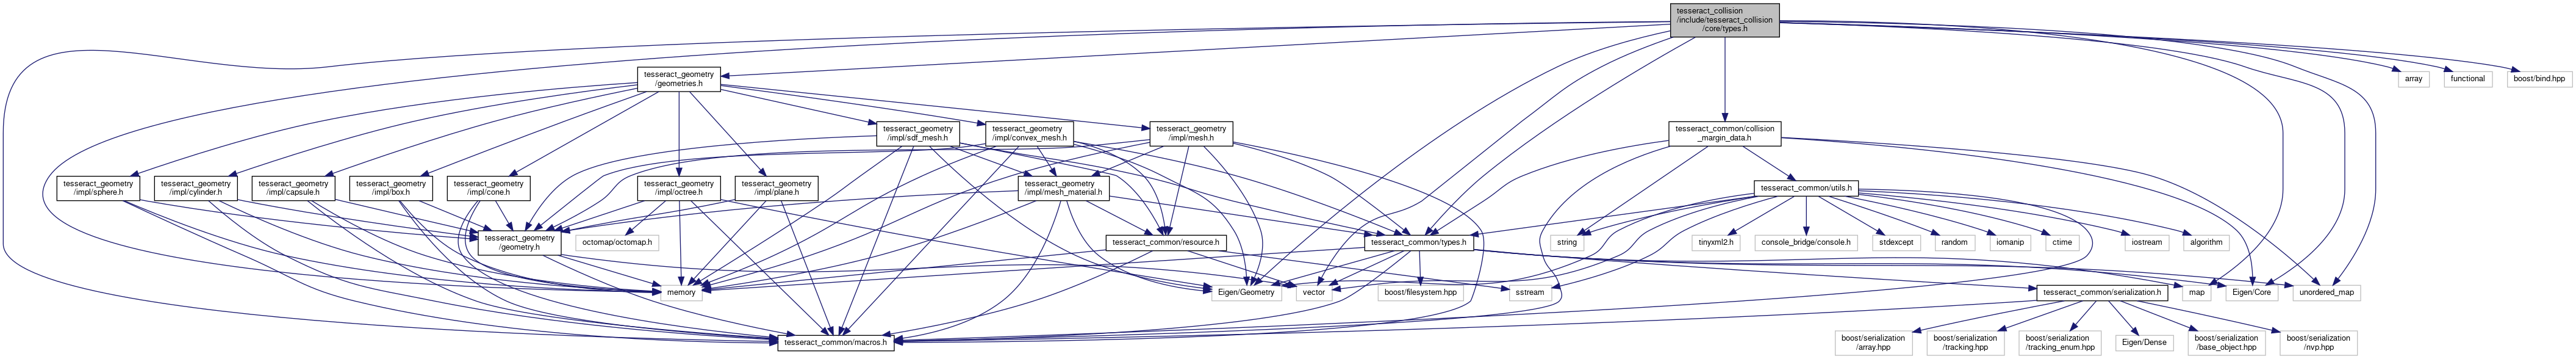 tesseract_collision
/include/tesseract_collision
/core/types.h
tesseract_geometry
/geometries.h
array
functional
boost/bind.hpp
tesseract_geometry
/impl/sdf_mesh.h
tesseract_geometry
/impl/convex_mesh.h
tesseract_geometry
/impl/mesh.h
tesseract_common/collision
_margin_data.h
tesseract_geometry
/impl/sphere.h
tesseract_geometry
/impl/cylinder.h
tesseract_geometry
/impl/capsule.h
tesseract_geometry
/impl/box.h
tesseract_geometry
/impl/cone.h
tesseract_geometry
/impl/octree.h
tesseract_geometry
/impl/plane.h
tesseract_geometry
/impl/mesh_material.h
tesseract_common/utils.h
tesseract_geometry
/geometry.h
octomap/octomap.h
tesseract_common/resource.h
tesseract_common/types.h
string
tinyxml2.h
console_bridge/console.h
stdexcept
random
iomanip
ctime
iostream
algorithm
memory
Eigen/Geometry
vector
boost/filesystem.hpp
sstream
tesseract_common/serialization.h
map
Eigen/Core
unordered_map
tesseract_common/macros.h
boost/serialization
/array.hpp
boost/serialization
/tracking.hpp
boost/serialization
/tracking_enum.hpp
Eigen/Dense
boost/serialization
/base_object.hpp
boost/serialization
/nvp.hpp